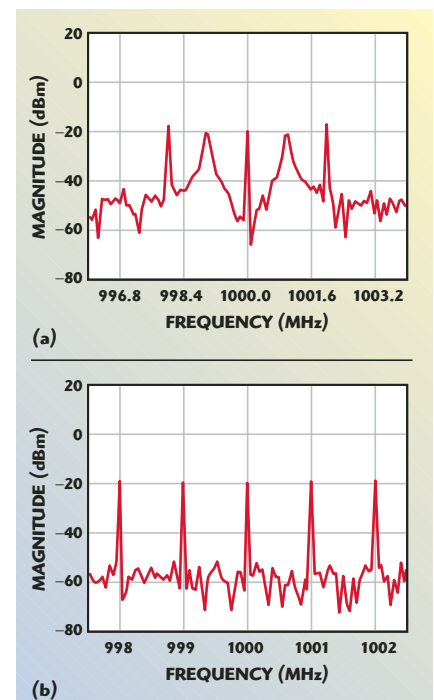 20
0
–20
–40
–60
–80
MAGNITUDE (dBm)
996.8 998.4 1000.0 1001.6 1003.2
FREQUENCY (MHz)
(a)
20
0
–20
–40
–60
–80
MAGNITUDE (dBm)
998 999 1000 1001 1002
FREQUENCY (MHz)
(b)